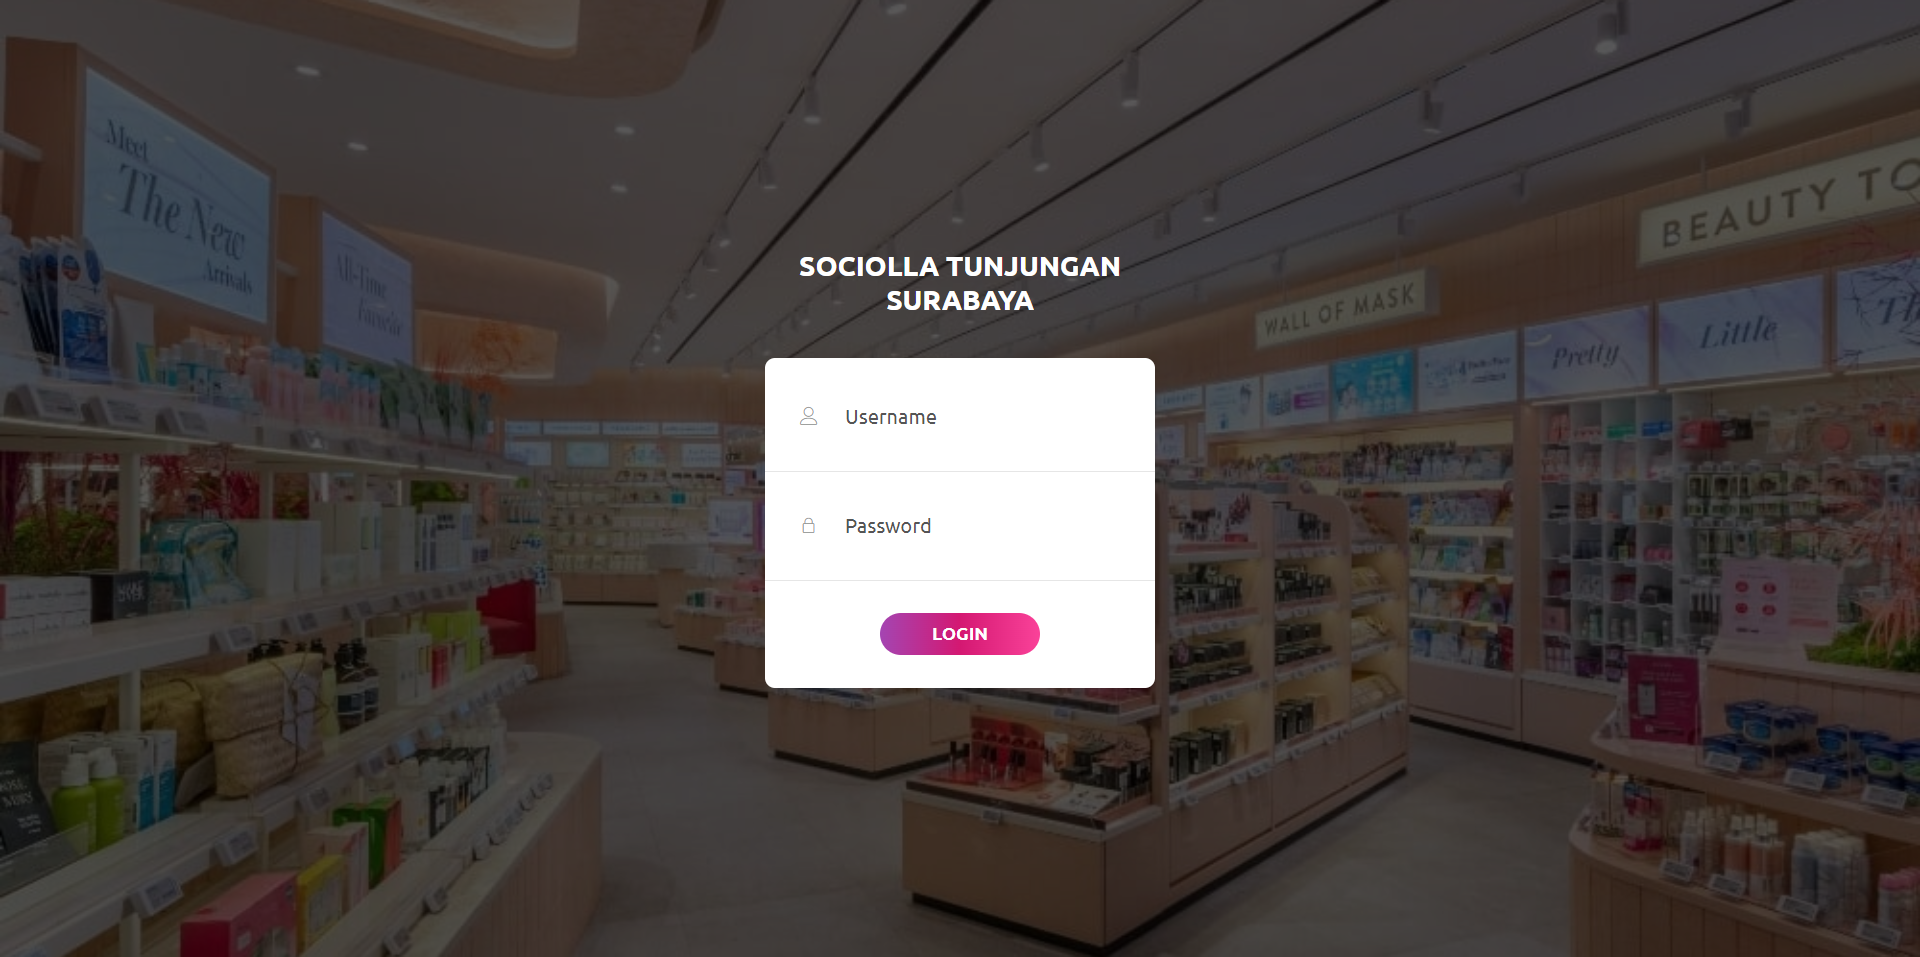 Meet
The New
Arrivals
All-Time
Favorite
BEAUTY TO
WALL OF MASK
Pretty
Little
Th
SOCIOLLA TUNJUNGAN
SURABAYA
Username
Password
LOGIN